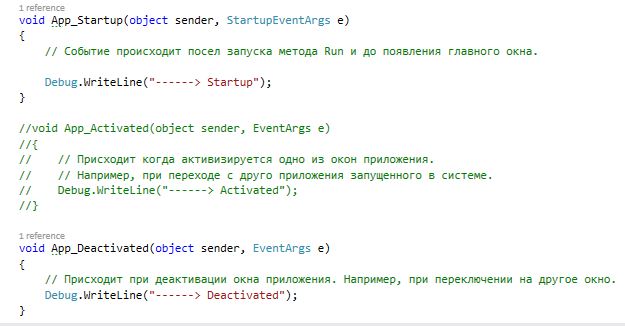 1 reference
void App_Startup(object sender, StartupEventArgs e)
{
// Событие происходит посел запуска метода Run и до появления главного окна.
Debug.WriteLine("------> Startup");
}
//void App_Activated(object sender, EventArgs e)
//{
// // Присходит когда активизируется одно из окон приложения.
// // Например, при переходе с друго приложения запущенного в системе.
// Debug.WriteLine("------> Activated");
//}
1 reference
void App_Deactivated(object sender, EventArgs e)
{
// Присходит при деактивации окна приложения. Например, при переключении на другое окно.
Debug.WriteLine("------> Deactivated");
}